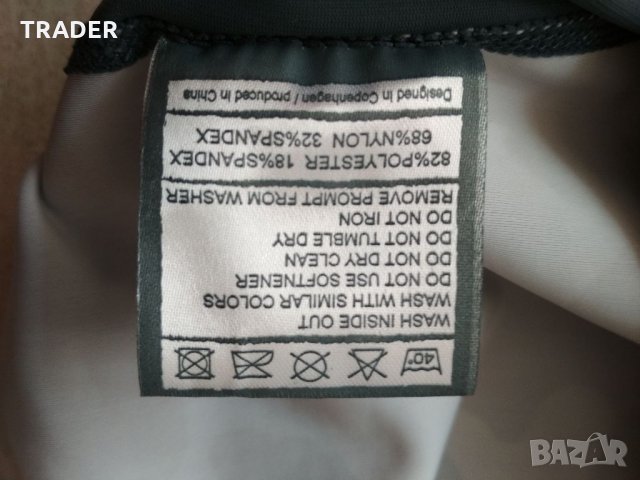 TRADER
40°
WASH INSIDE OUT
WASH WITH SIMILAR COLORS
DO NOT USE SOFTNENER
DO NOT DRY CLEAN
DO NOT TUMBLE DRY
DO NOT IRON
REMOVE PROMPT FROM WASHER
82%POLYESTER 18%SPANDEX
68%NYLON 32%SPANDEX
Designed in Copenhagen / produced in China
BAZAR